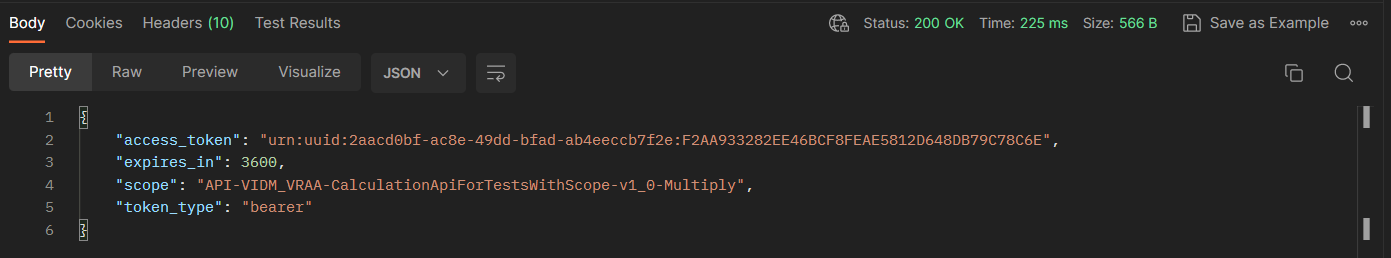 Body Cookies Headers (10) Test Results Status: 200 OK Time: 225 ms Size: 566 B Save as Example
Pretty Raw Preview Visualize JSON
1 {
2 "access_token": "urn:uuid:2aacd0bf-ac8e-49dd-bfad-ab4eeccb7f2e:F2AA933282EE46BCF8FEAE5812D648DB79C78C6E",
3 "expires_in": 3600,
4 "scope": "API-VIDM_VRAA-CalculationApiForTestsWithScope-v1_0-Multiply",
5 "token_type": "bearer"
6 }